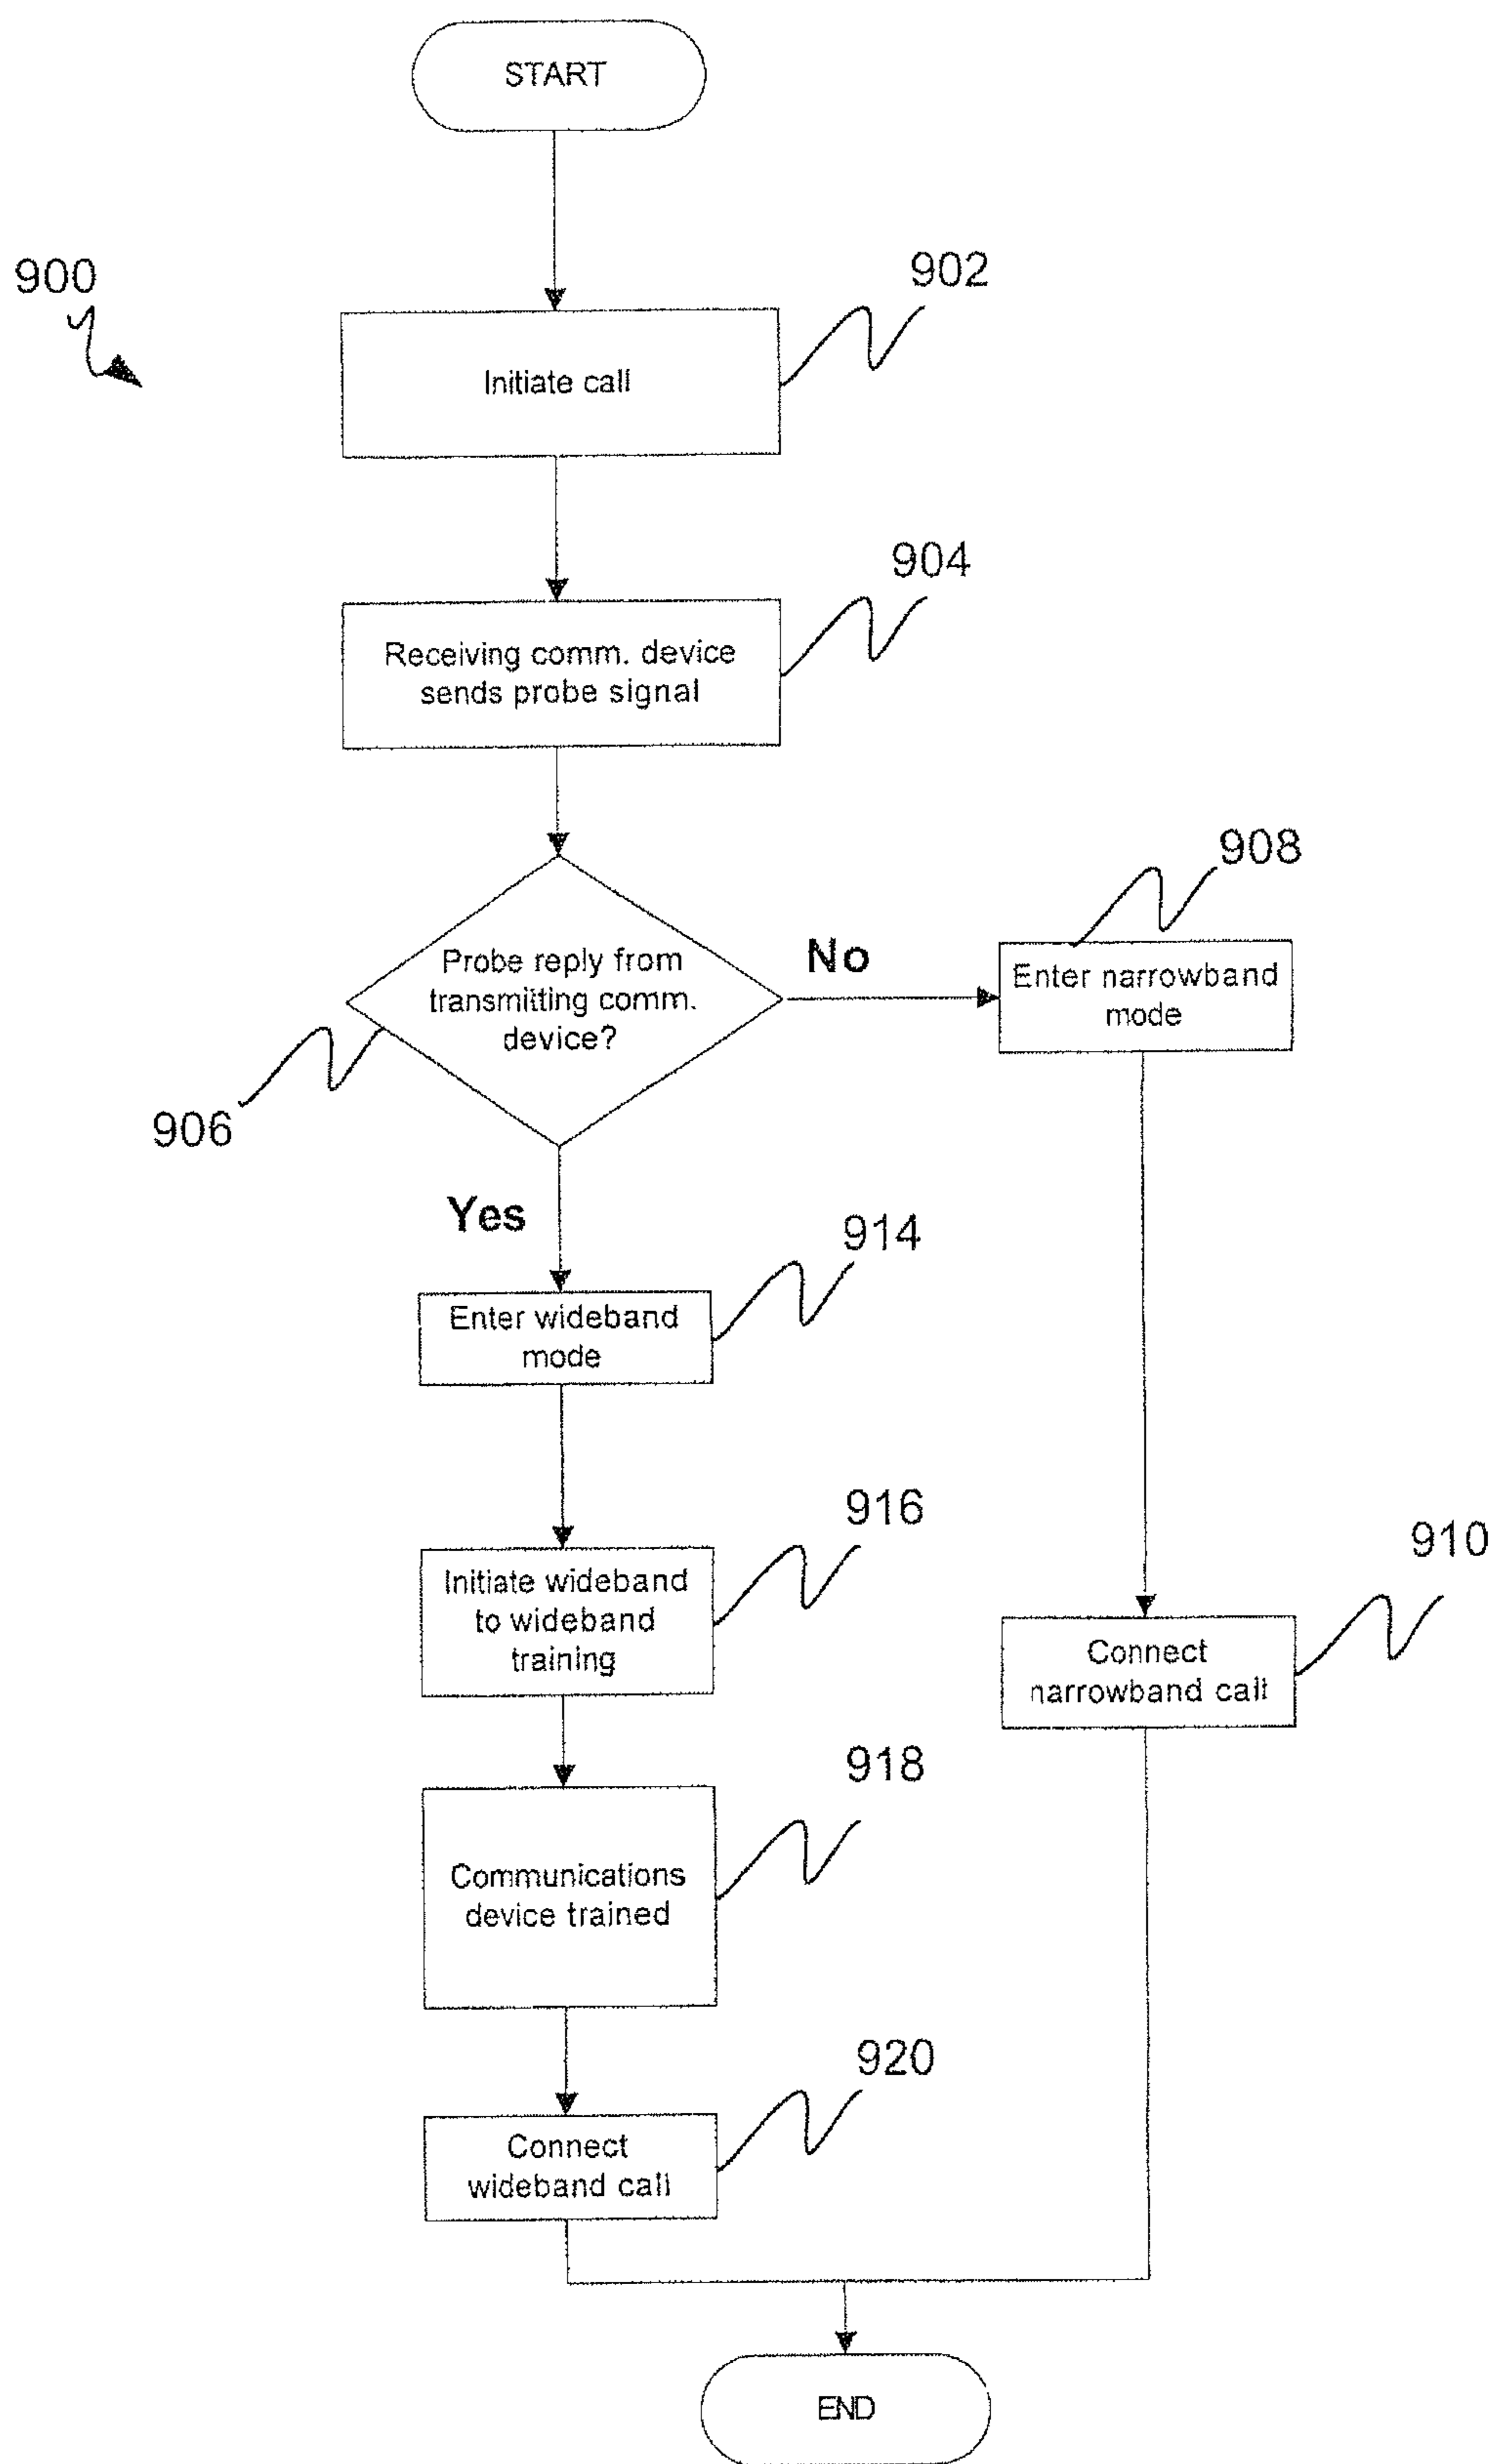 START
900
902
Initiate call
904
Receiving comm. device
sends probe signal
908
Probe reply from
transmitting comm.
device?
No
Enter narrowband
mode
906
Yes
914
Enter wideband
mode
916
Initiate wideband
to wideband
training
910
Connect
narrowband call
918
Communications
device trained
920
Connect
wideband call
END